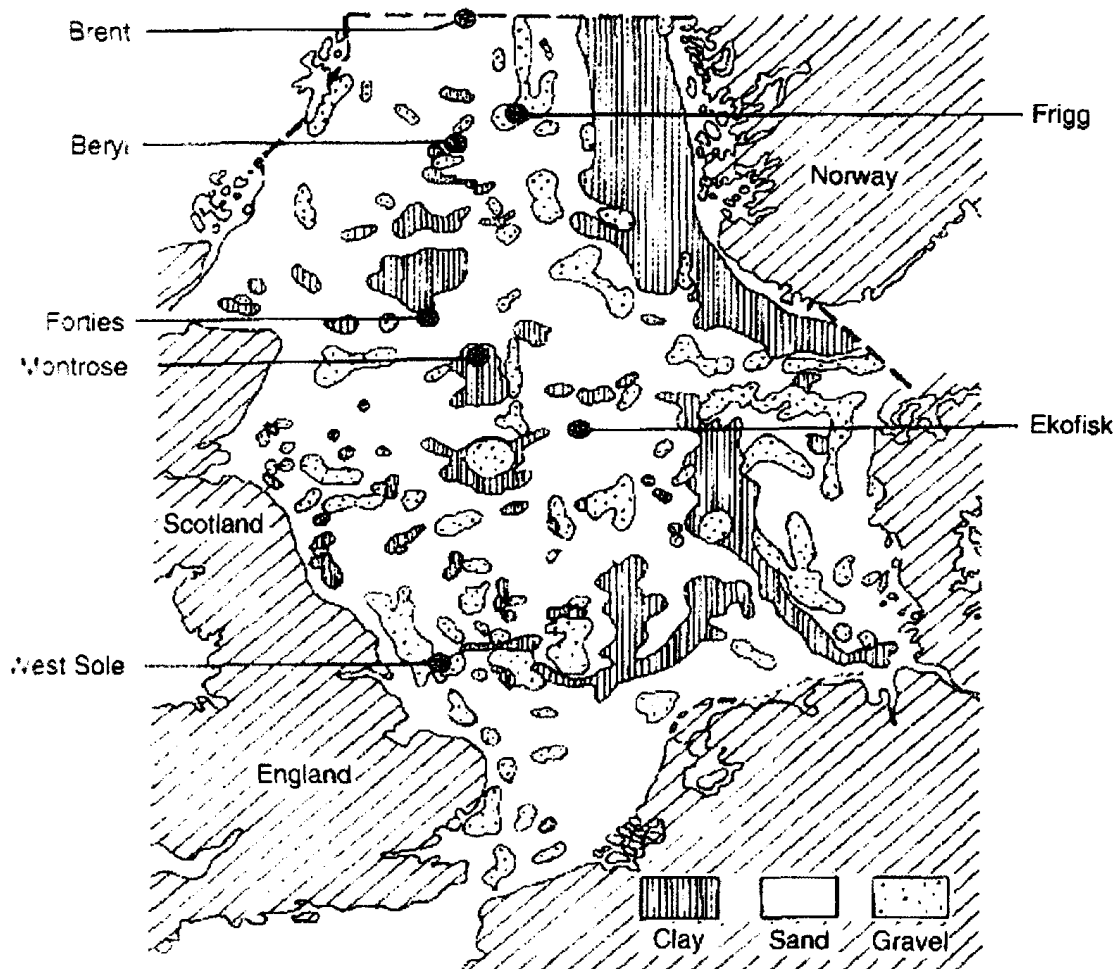 Brent
Frigg
Beryl
Norway
Forties
Montrose
Ekofisk
Scotland
West Sole
England
Clay
Sand
Gravel